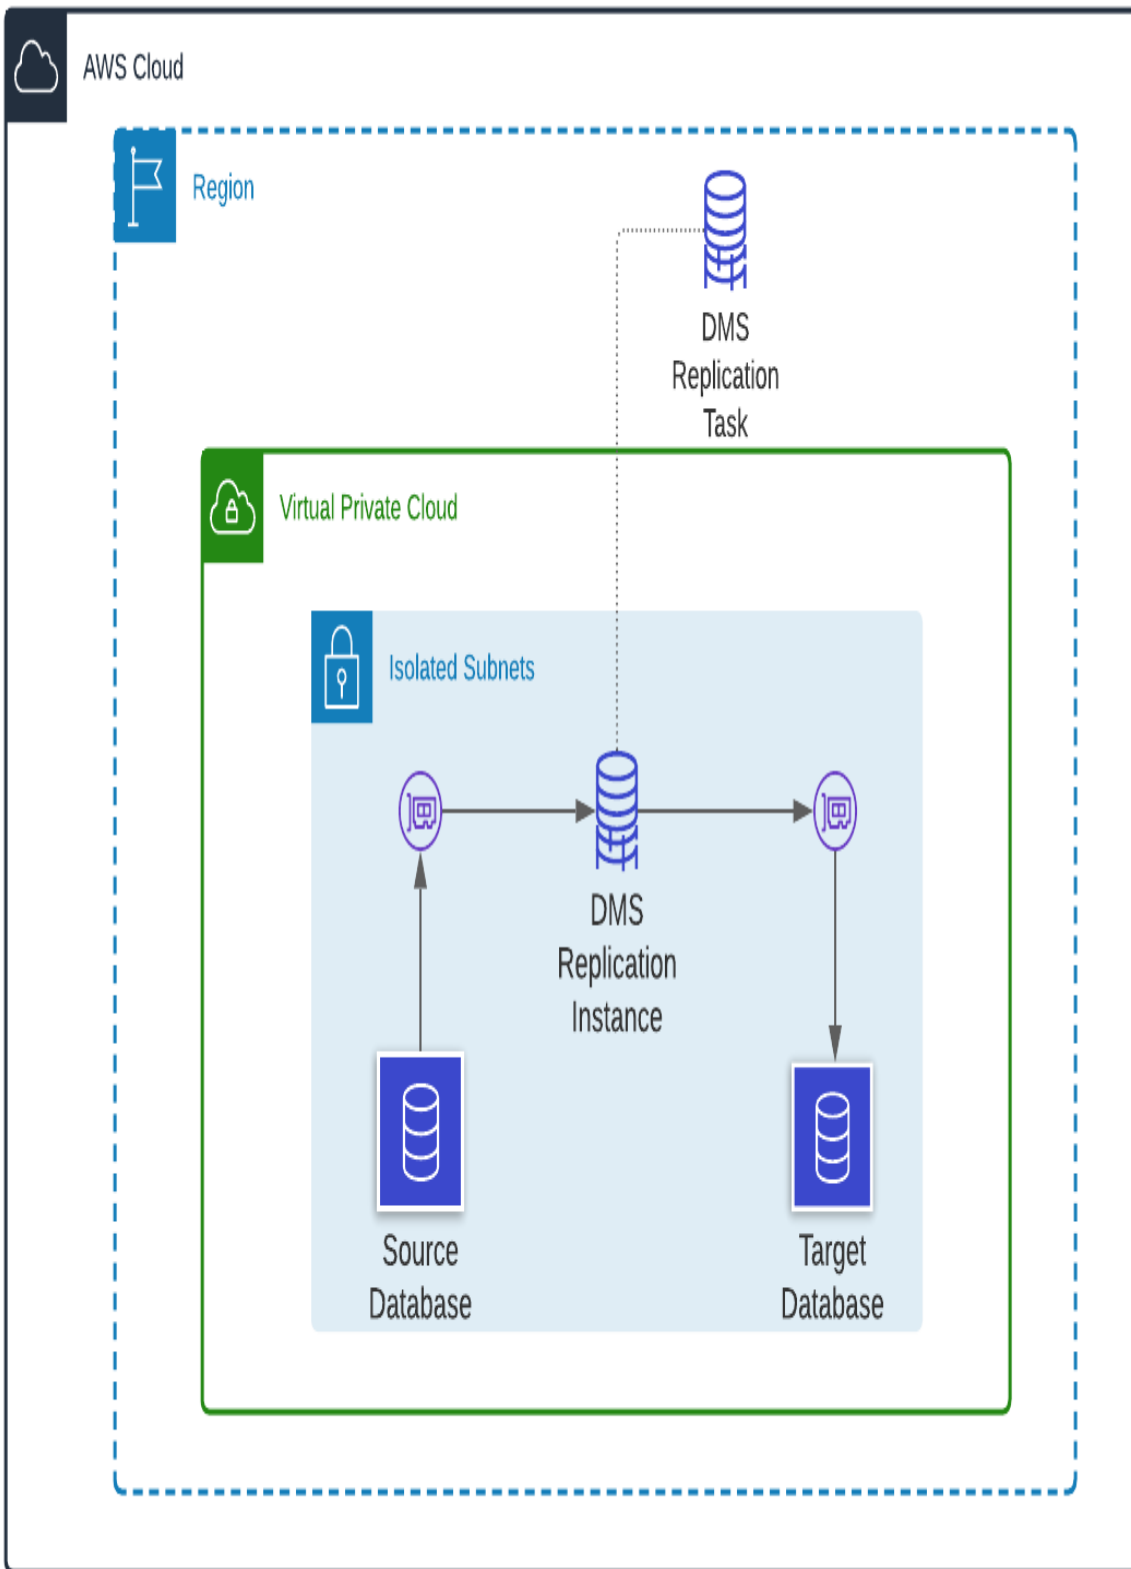 AWS Cloud
Region
DMS
Replication
Task
Virtual Private Cloud
Isolated Subnets
DMS
Replication
Instance
Source
Database
Target
Database